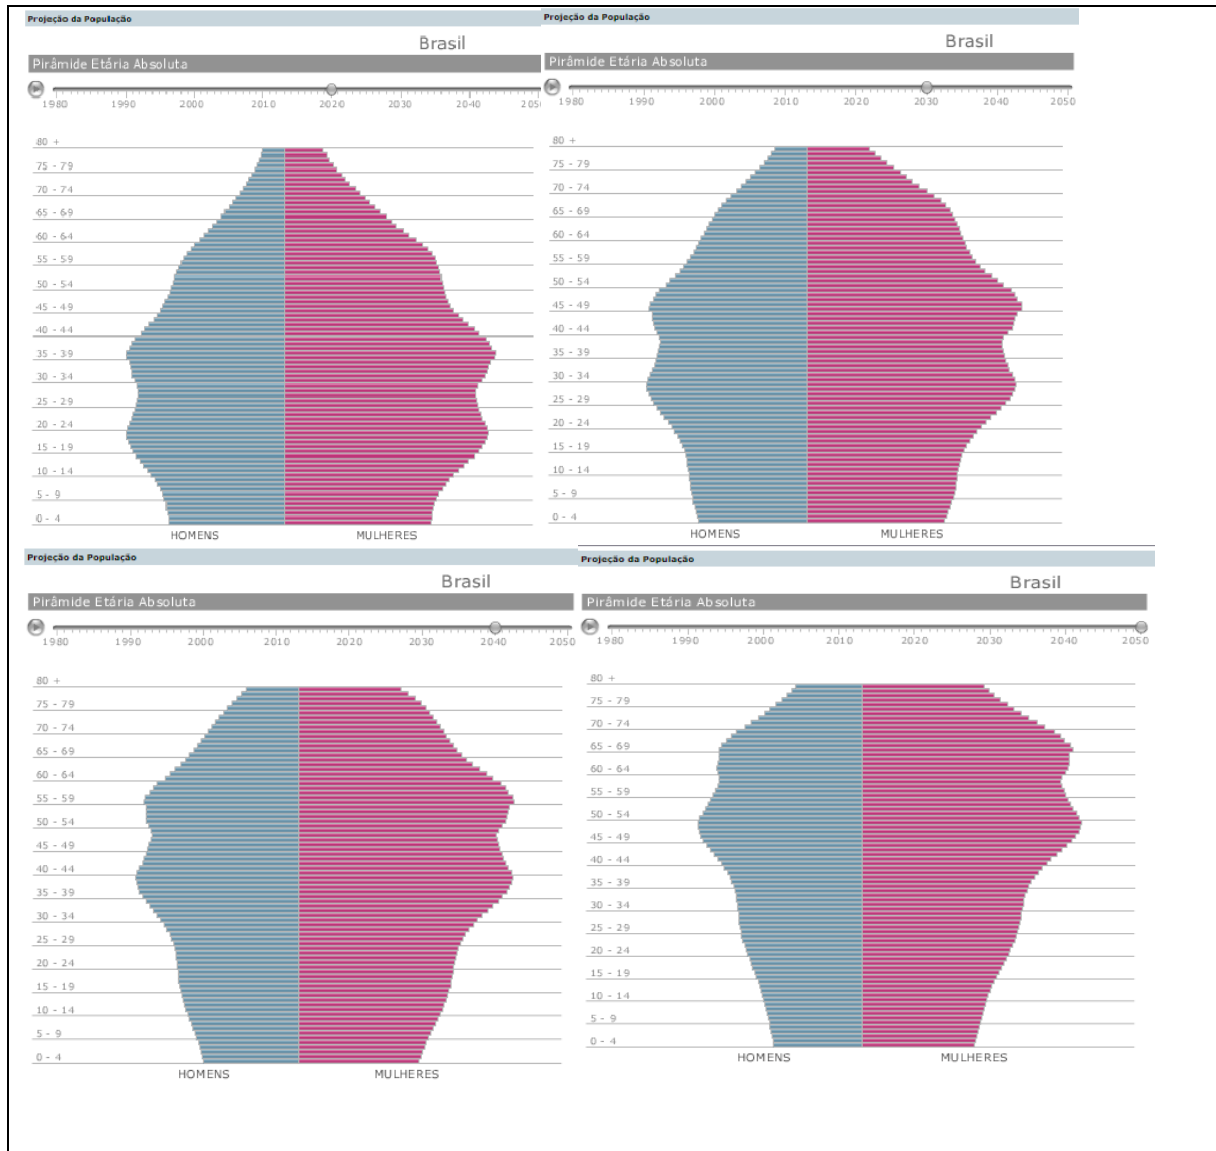 Projeção da População
Brasil
Pirâmide Etária Absoluta
1980 1990 2000 2010 2020 2030 2040
80 +
75 - 79
70 - 74
65 - 69
60 - 64
55 - 59
50 - 54
45 - 49
40 - 44
35 - 39
30 - 34
25 - 29
20 - 24
15 - 19
10 - 14
5 - 9
0 - 4
HOMENS MULHERES
Projeção da População
Brasil
Pirâmide Etária Absoluta
1980 1990 2000 2010 2020 2030 2040 2050
80 +
75 - 79
70 - 74
65 - 69
60 - 64
55 - 59
50 - 54
45 - 49
40 - 44
35 - 39
30 - 34
25 - 29
20 - 24
15 - 19
10 - 14
5 - 9
0 - 4
HOMENS MULHERES
Projeção da População
Brasil
Pirâmide Etária Absoluta
1980 1990 2000 2010 2020 2030 2040 2050
80 +
75 - 79
70 - 74
65 - 69
60 - 64
55 - 59
50 - 54
45 - 49
40 - 44
35 - 39
30 - 34
25 - 29
20 - 24
15 - 19
10 - 14
5 - 9
0 - 4
HOMENS MULHERES
Projeção da População
Brasil
Pirâmide Etária Absoluta
1980 1990 2000 2010 2020 2030 2040 2050
80 +
75 - 79
70 - 74
65 - 69
60 - 64
55 - 59
50 - 54
45 - 49
40 - 44
35 - 39
30 - 34
25 - 29
20 - 24
15 - 19
10 - 14
5 - 9
0 - 4
HOMENS MULHERES